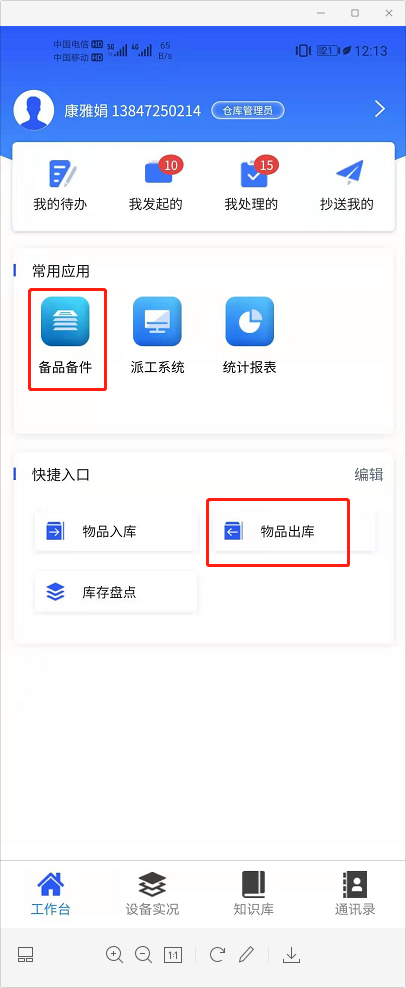 中国电信 HD 5G 4G 65 21 12:13
中国移动 HD B/s
康雅娟 13847250214 仓库管理员
10 15
我的待办 我发起的 我处理的 抄送我的
常用应用
备品备件 派工系统 统计报表
快捷入口 编辑
物品入库 物品出库
库存盘点
工作台 设备实况 知识库 通讯录
1:1